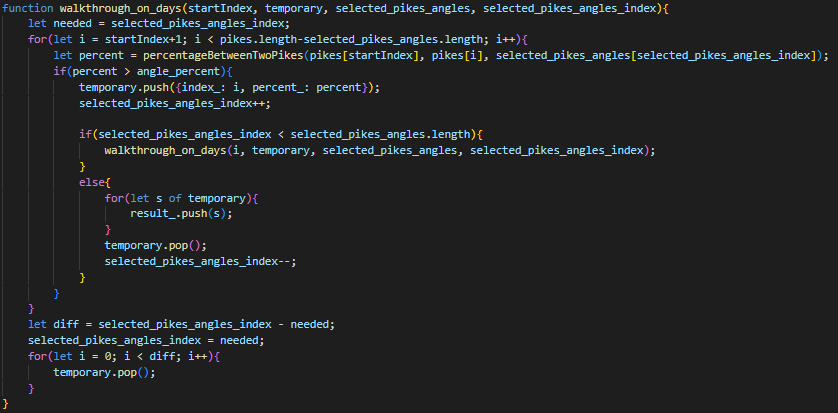 function walkthrough_on_days(startIndex, temporary, selected_pikes_angles, selected_pikes_angles_index){
    let needed = selected_pikes_angles_index;
    for(let i = startIndex+1; i < pikes.length-selected_pikes_angles.length; i++){
        let percent = percentageBetweenTwoPikes(pikes[startIndex], pikes[i], selected_pikes_angles[selected_pikes_angles_index]);
        if(percent > angle_percent){
            temporary.push({index_: i, percent_: percent});
            selected_pikes_angles_index++;

            if(selected_pikes_angles_index < selected_pikes_angles.length){
                walkthrough_on_days(i, temporary, selected_pikes_angles, selected_pikes_angles_index);
            }
            else{
                for(let s of temporary){
                    result_.push(s);
                }
                temporary.pop();
                selected_pikes_angles_index--;
            }
        }
    }
    let diff = selected_pikes_angles_index - needed;
    selected_pikes_angles_index = needed;
    for(let i = 0; i < diff; i++){
        temporary.pop();
    }
}